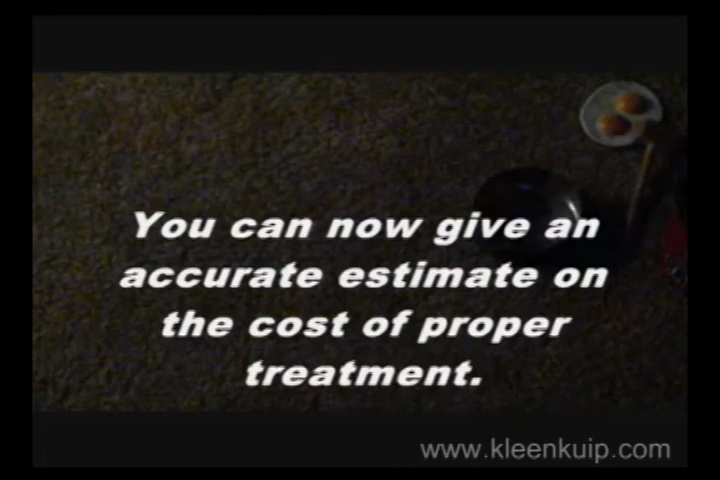 You can now give an
accurate estimate on
the cost of proper
treatment.
www.kleenkuip.com